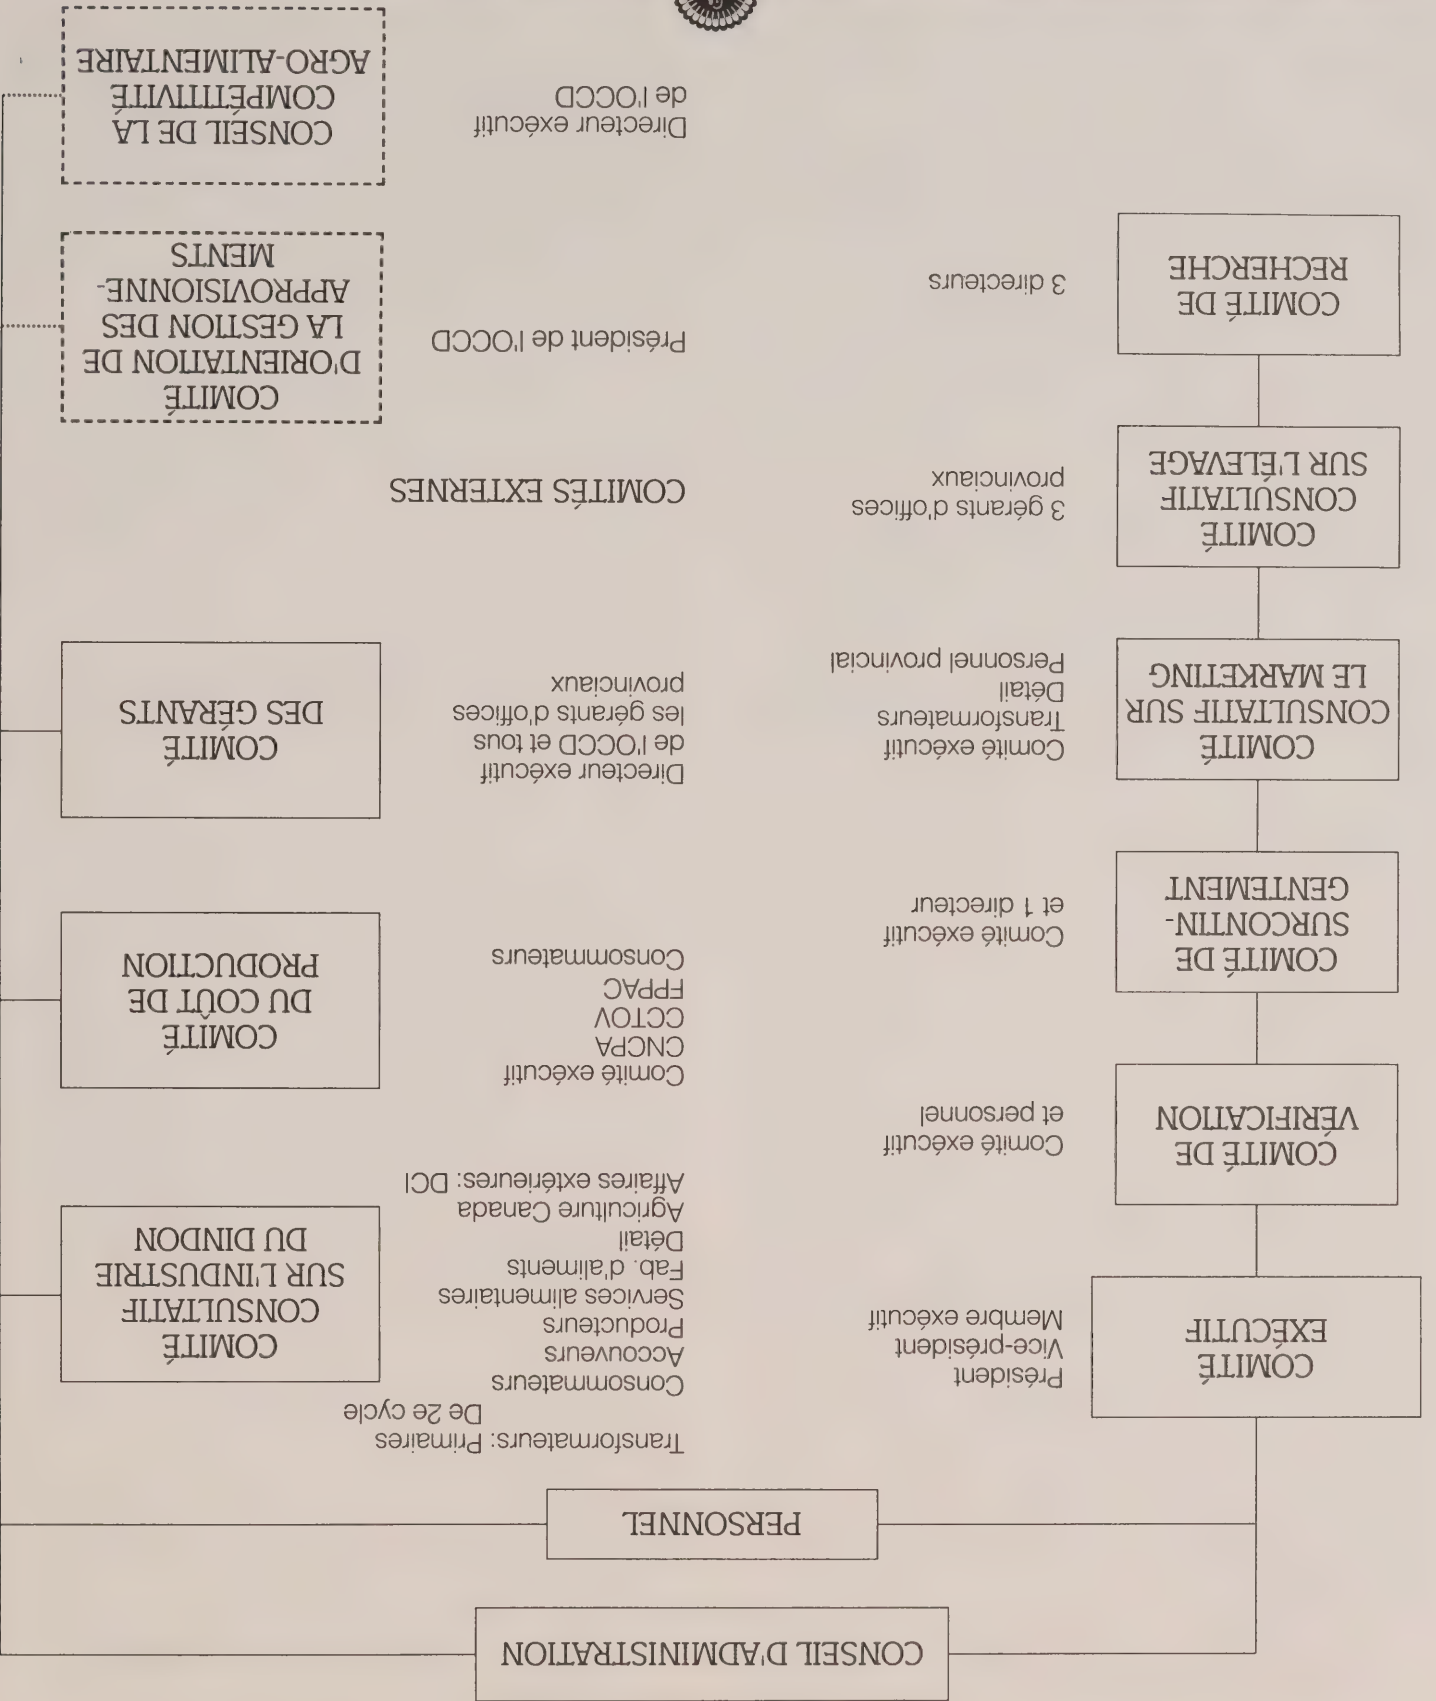 CONSEIL D'ADMINISTRATION
PERSONNEL
COMITÉ
EXÉCUTIF
Président
Vice-président
Membre exécutif
COMITÉ DE
VÉRIFICATION
Comité exécutif
et personnel
COMITÉ DE
SURCONTIN-
GENTEMENT
Comité exécutif
et 1 directeur
COMITÉ
CONSULTATIF SUR
LE MARKETING
Comité exécutif
Transformateurs
Détail
Personnel provincial
COMITÉ
CONSULTATIF
SUR L'ÉLEVAGE
3 gérants d'offices
provinciaux
COMITÉ DE
RECHERCHE
3 directeurs
Transformateurs: Primaires
De 2e cycle
Consommateurs
Accouveurs
Producteurs
Services alimentaires
Fab. d'aliments
Détail
Agriculture Canada
Affaires extérieures: DCI
COMITÉ
CONSULTATIF
SUR L'INDUSTRIE
DU DINDON
Comité exécutif
CNCPA
CCTOV
FPPAC
Consommateurs
COMITÉ
DU COÛT DE
PRODUCTION
Directeur exécutif
de l'OCCD et tous
les gérants d'offices
provinciaux
COMITÉ
DES GÉRANTS
COMITÉS EXTERNES
Président de l'OCCD
COMITÉ
D'ORIENTATION DE
LA GESTION DES
APPROVISIONNE-
MENTS
Directeur exécutif
de l'OCCD
CONSEIL DE LA
COMPÉTITIVITÉ
AGRO-ALIMENTAIRE